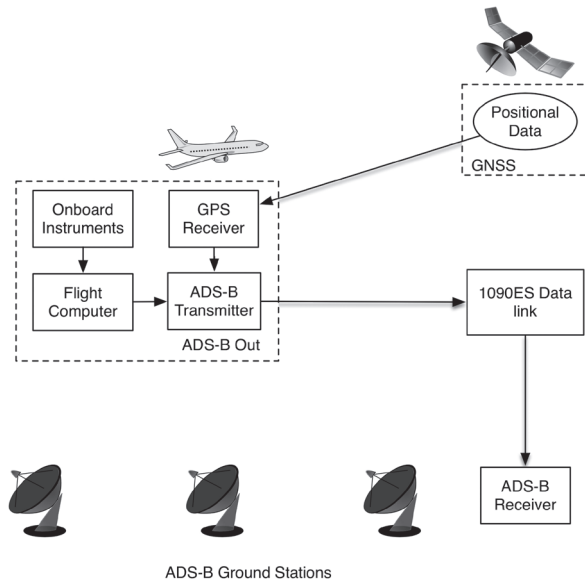 Positional
Data
GNSS
Onboard
Instruments
GPS
Receiver
Flight
Computer
ADS-B
Transmitter
ADS-B Out
1090ES Data
link
ADS-B
Receiver
ADS-B Ground Stations